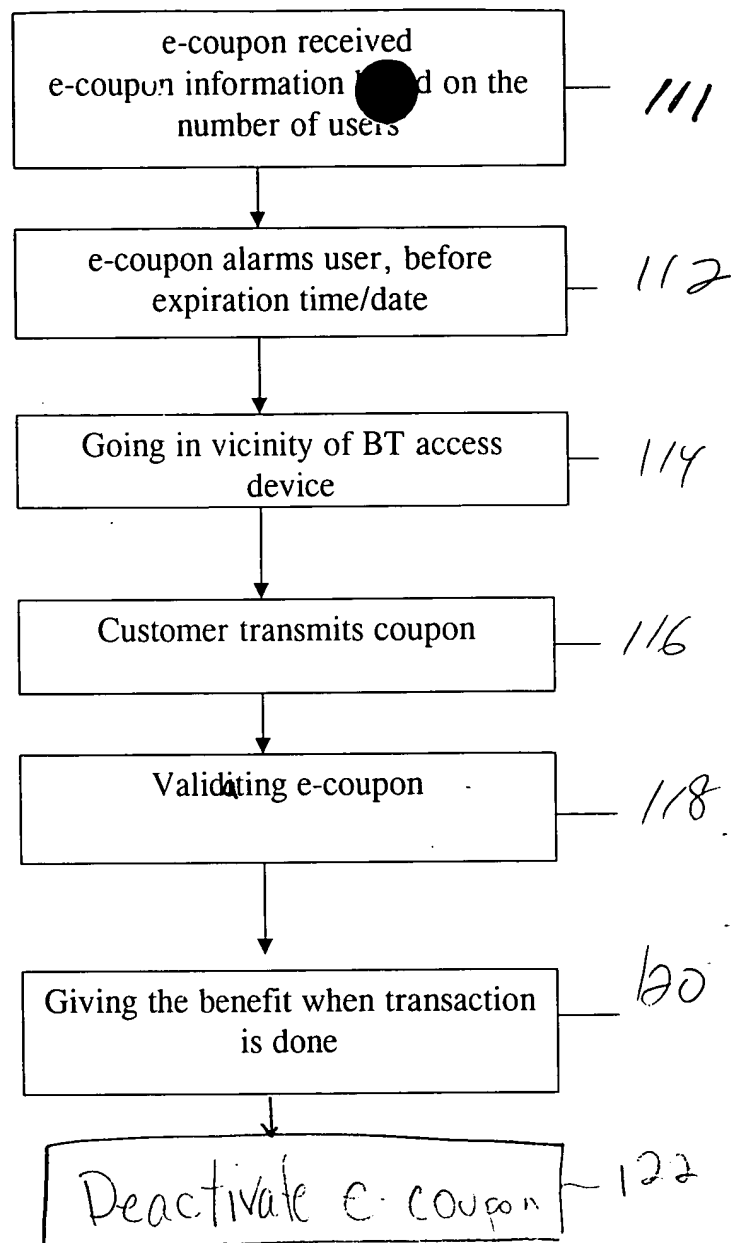 e-coupon received
e-coupon information on the
number of users
111
e-coupon alarms user, before
expiration time/date
112
Going in vicinity of BT access
device
114
Customer transmits coupon
116
Validating e-coupon
118
Giving the benefit when transaction
is done
120
Deactivate e-coupon
122